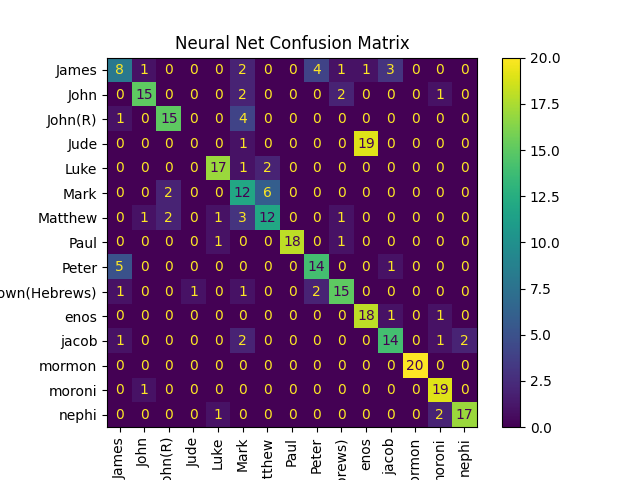 Neural Net Confusion Matrix
James 8 1 0 0 0 2 0 0 4 1 1 3 0 0 0
John 0 15 0 0 0 2 0 0 0 2 0 0 0 1 0
John(R) 1 0 15 0 0 4 0 0 0 0 0 0 0 0 0
Jude 0 0 0 0 0 1 0 0 0 0 19 0 0 0 0
Luke 0 0 0 0 17 1 2 0 0 0 0 0 0 0 0
Mark 0 0 2 0 0 12 6 0 0 0 0 0 0 0 0
Matthew 0 1 2 0 1 3 12 0 0 1 0 0 0 0 0
Paul 0 0 0 0 1 0 0 18 0 1 0 0 0 0 0
Peter 5 0 0 0 0 0 0 0 14 0 0 1 0 0 0
own(Hebrews) 1 0 0 1 0 1 0 0 2 15 0 0 0 0 0
enos 0 0 0 0 0 0 0 0 0 0 18 1 0 1 0
jacob 1 0 0 0 0 2 0 0 0 0 0 14 0 1 2
mormon 0 0 0 0 0 0 0 0 0 0 0 0 20 0 0
moroni 0 1 0 0 0 0 0 0 0 0 0 0 0 19 0
nephi 0 0 0 0 1 0 0 0 0 0 0 0 0 2 17
James John ohn(R) Jude Luke Mark tthew Paul Peter brews) enos jacob ormon noroni nephi
20.0
17.5
15.0
12.5
10.0
7.5
5.0
2.5
0.0